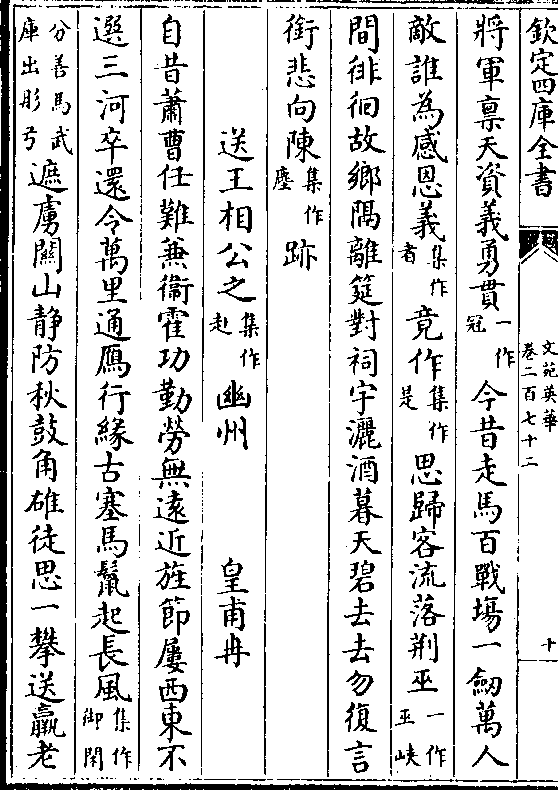 欽定四庫全書
文苑英華
卷二百七十二
十
將軍禀天資義勇貫一作冠今昔走馬百戰場一劒萬人
敵誰為感恩義集作者竟作集作是思歸客流落荆巫一作巫峽
間徘徊故鄉隅離筵對祠宇灑酒暮天碧去去勿復言
銜悲向陳集作塵跡
送王相公之集作赴幽州 皇甫冉
自昔蕭曹任難兼衞霍功勤勞無遠近旌節屢西東不
選三河卒還令萬里通鴈行緣古塞馬鬛起長風集作御閑
分善馬武庫出彤弓遮虜關山静防秋鼓角雄徒思一攀送羸老